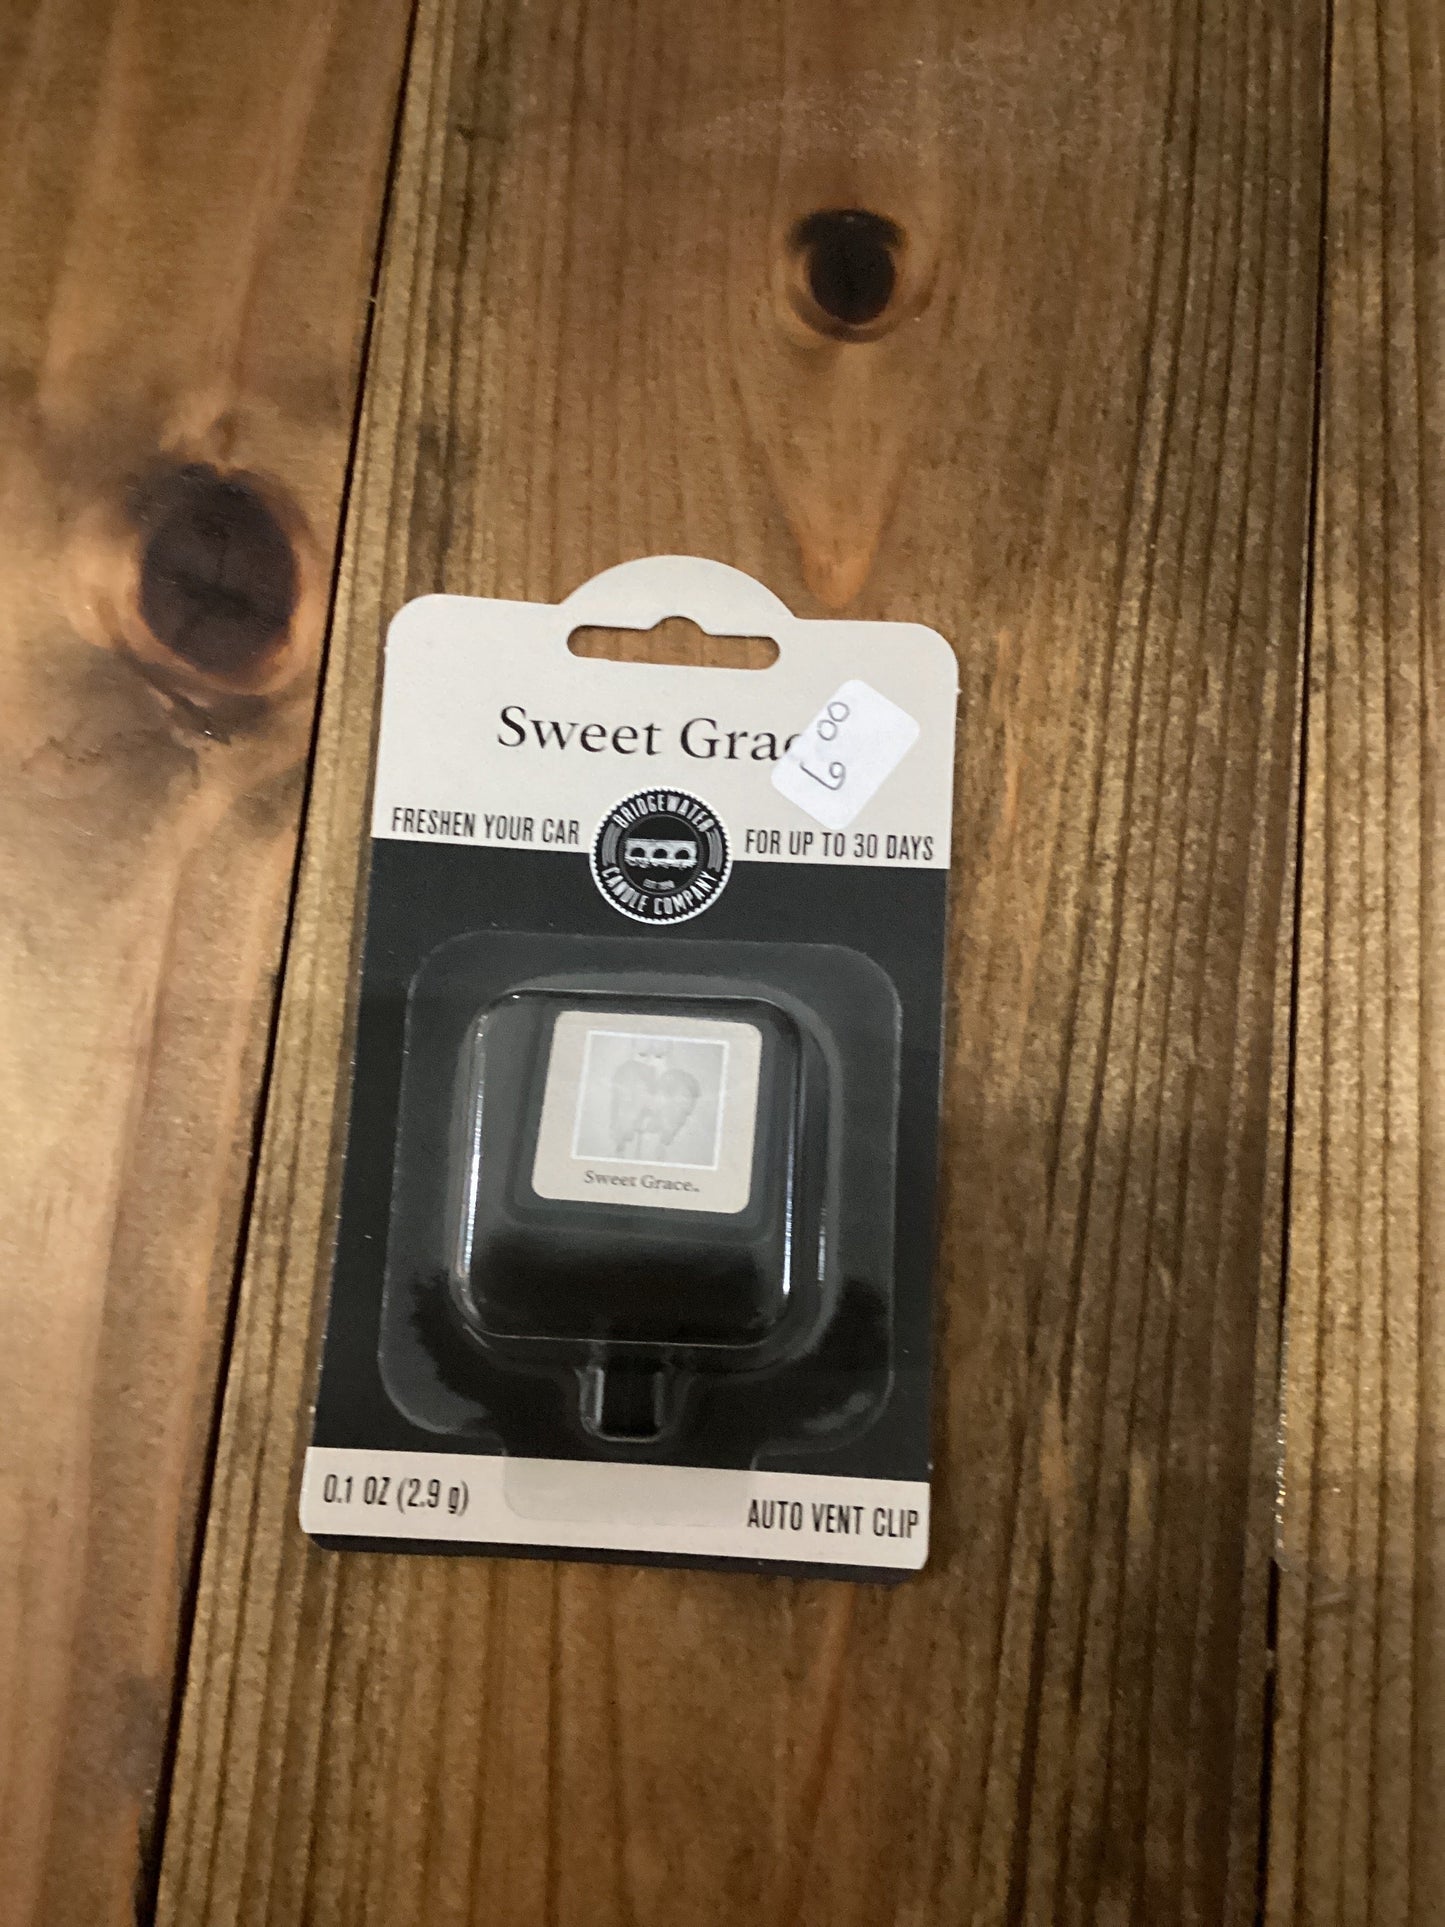 Sweet Grac
FRESHEN YOUR CAR
BRIDGEWATER
CANDLE COMPANY
FOR UP TO 30 DAYS
Sweet Grace™
0.1 OZ (2.9 g)
AUTO VENT CLIP